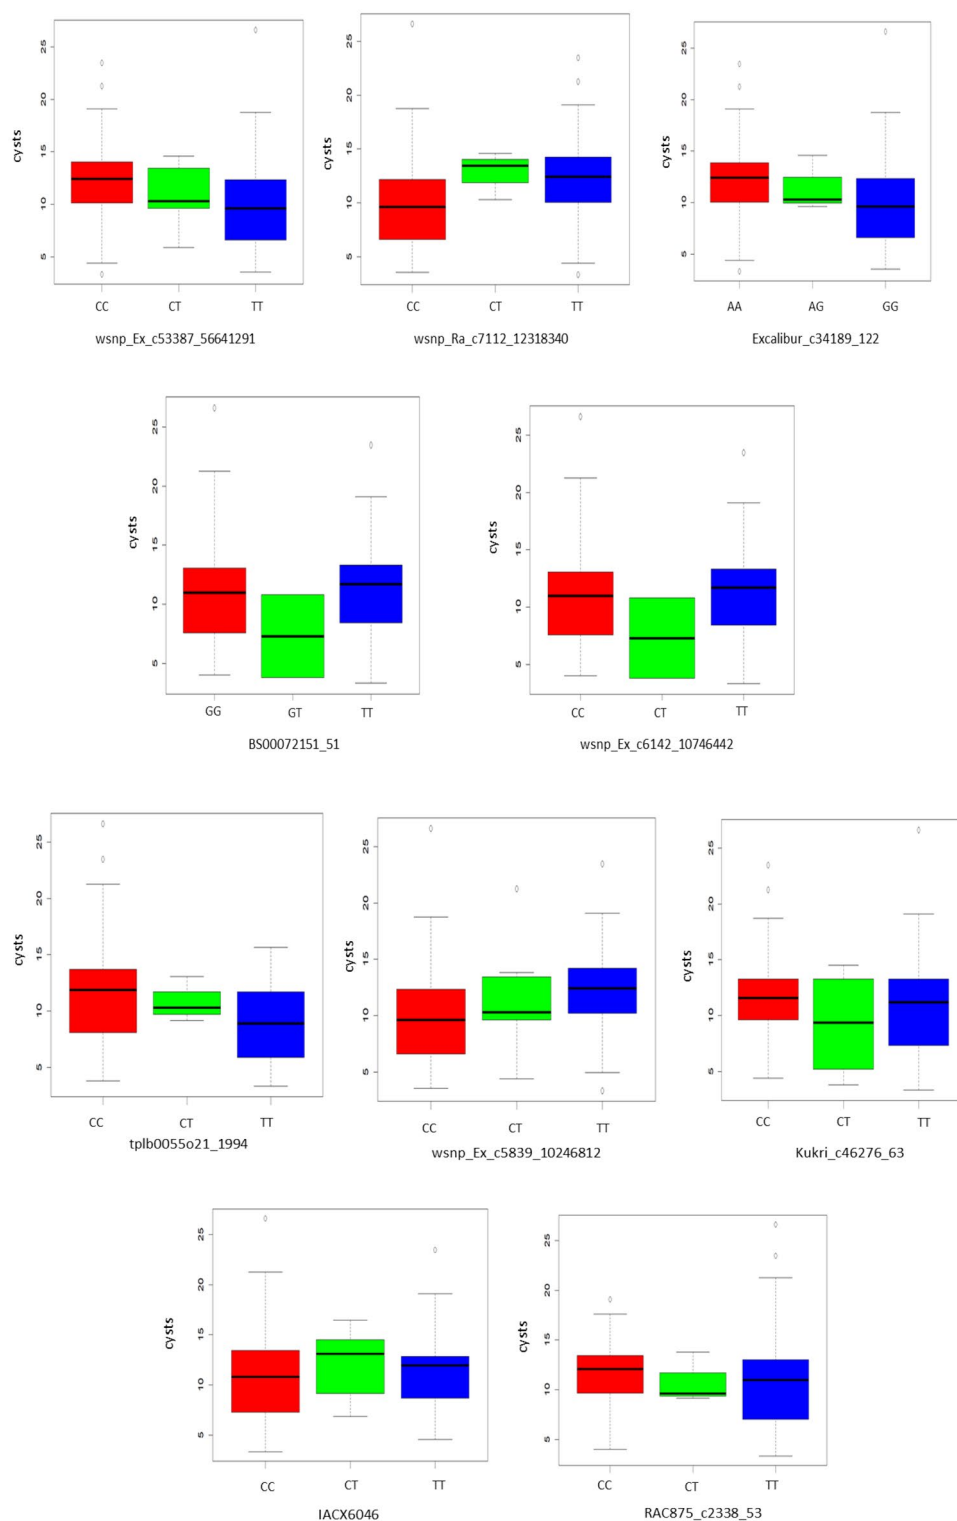 25
20
15
10
5
cysts
CC CT TT
wsnp_Ex_c53387_56641291
25
20
15
10
5
cysts
CC CT TT
wsnp_Ra_c7112_12318340
25
20
15
10
5
cysts
AA AG GG
Excalibur_c34189_122
25
20
15
10
5
cysts
GG GT TT
BS00072151_51
25
20
15
10
5
cysts
CC CT TT
wsnp_Ex_c6142_10746442
25
20
15
10
5
cysts
CC CT TT
tplb0055o21_1994
25
20
15
10
5
cysts
CC CT TT
wsnp_Ex_c5839_10246812
25
20
15
10
5
cysts
CC CT TT
Kukri_c46276_63
25
20
15
10
5
cysts
CC CT TT
IACX6046
25
20
15
10
5
cysts
CC CT TT
RAC875_c2338_53